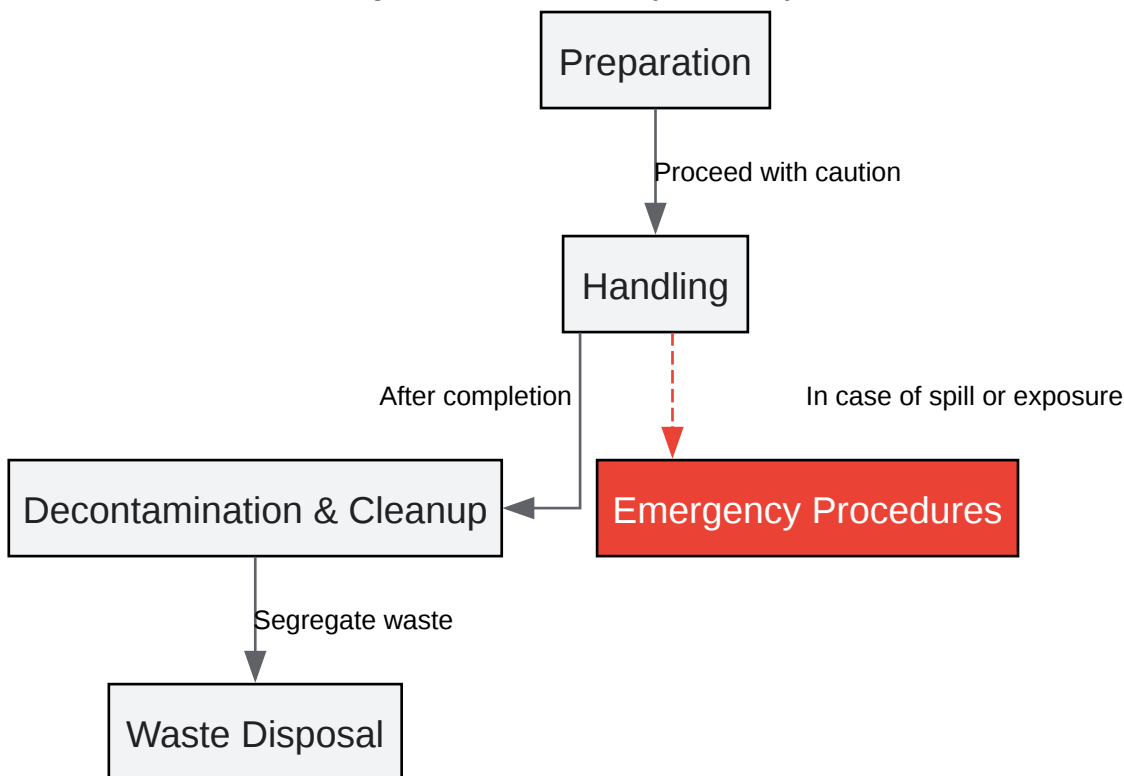 Preparation
Proceed with caution
Handling
After completion
In case of spill or exposure
Decontamination & Cleanup
Emergency Procedures
Segregate waste
Waste Disposal